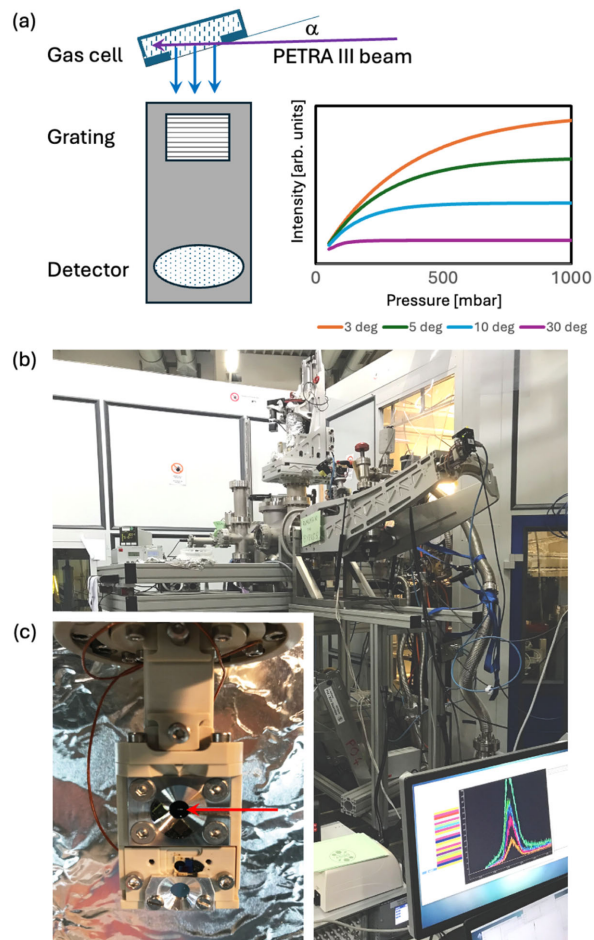 (a)
α
Gas cell
PETRA III beam
Grating
Detector
Intensity [arb. units]
0
500
1000
Pressure [mbar]
3 deg
5 deg
10 deg
30 deg
(b)
(c)